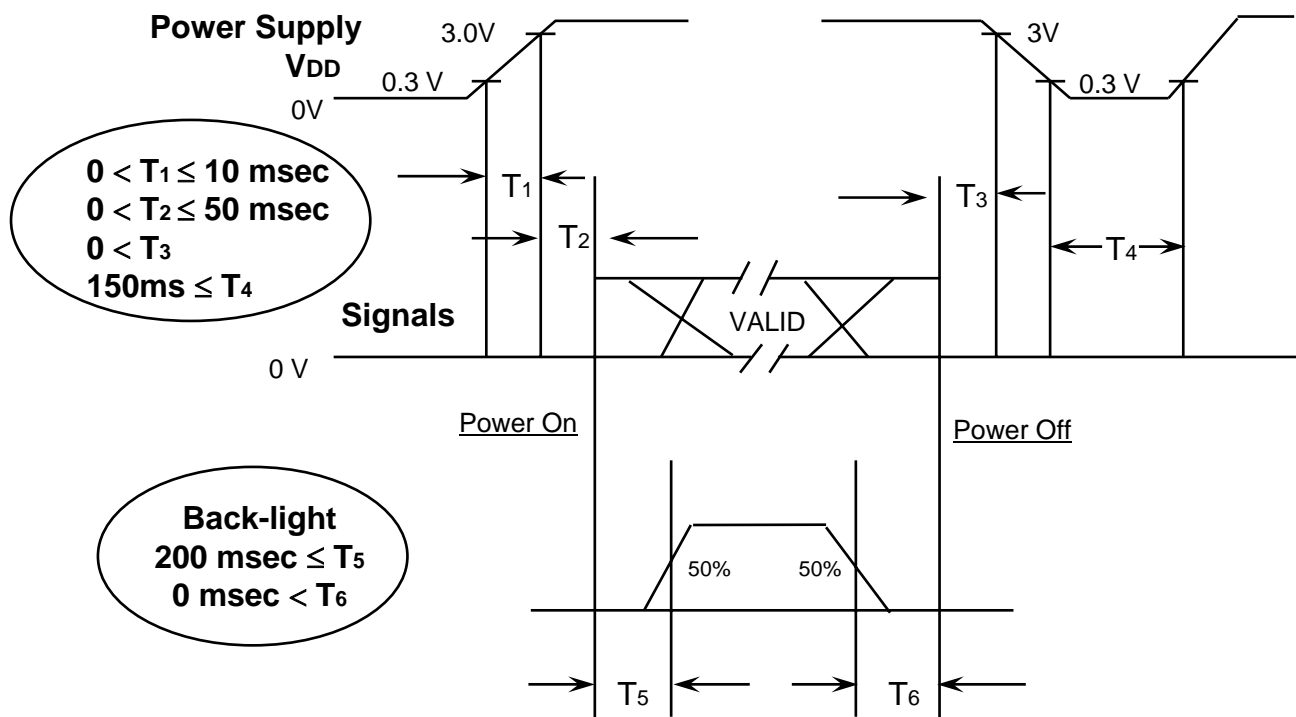 Power Supply
VDD
3.0V
0.3 V
0V
3V
0.3 V
0 < T1 ≤ 10 msec
0 < T2 ≤ 50 msec
0 < T3
150ms ≤ T4
T1
T2
T3
T4
Signals
VALID
0 V
Power On
Power Off
Back-light
200 msec ≤ T5
0 msec < T6
50%
50%
T5
T6